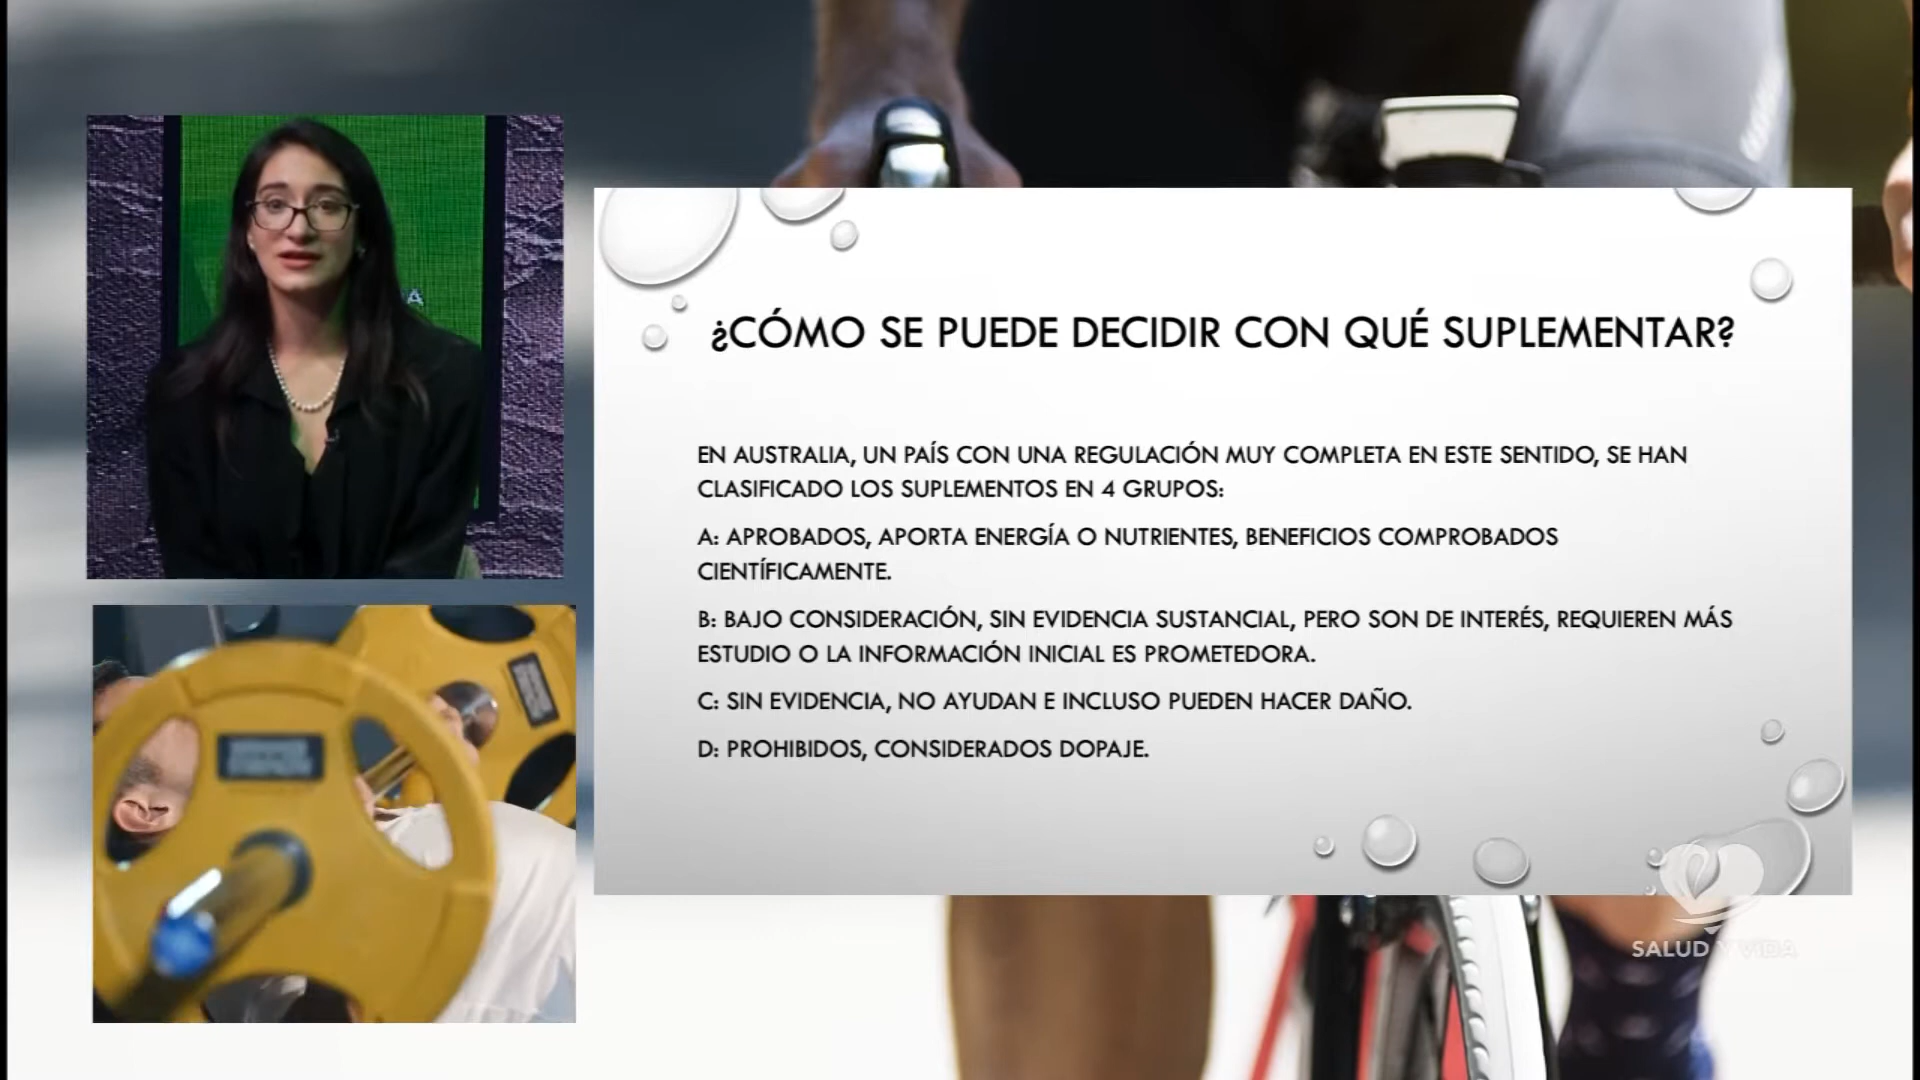 ¿CÓMO SE PUEDE DECIDIR CON QUÉ SUPLEMENTAR?
EN AUSTRALIA, UN PAÍS CON UNA REGULACIÓN MUY COMPLETA EN ESTE SENTIDO, SE HAN
CLASIFICADO LOS SUPLEMENTOS EN 4 GRUPOS:
A: APROBADOS, APORTA ENERGÍA O NUTRIENTES, BENEFICIOS COMPROBADOS
CIENTÍFICAMENTE.
B: BAJO CONSIDERACIÓN, SIN EVIDENCIA SUSTANCIAL, PERO SON DE INTERÉS, REQUIEREN MÁS
ESTUDIO O LA INFORMACIÓN INICIAL ES PROMETEDORA.
C: SIN EVIDENCIA, NO AYUDAN E INCLUSO PUEDEN HACER DAÑO.
D: PROHIBIDOS, CONSIDERADOS DOPAJE.
SALUD Y VIDA